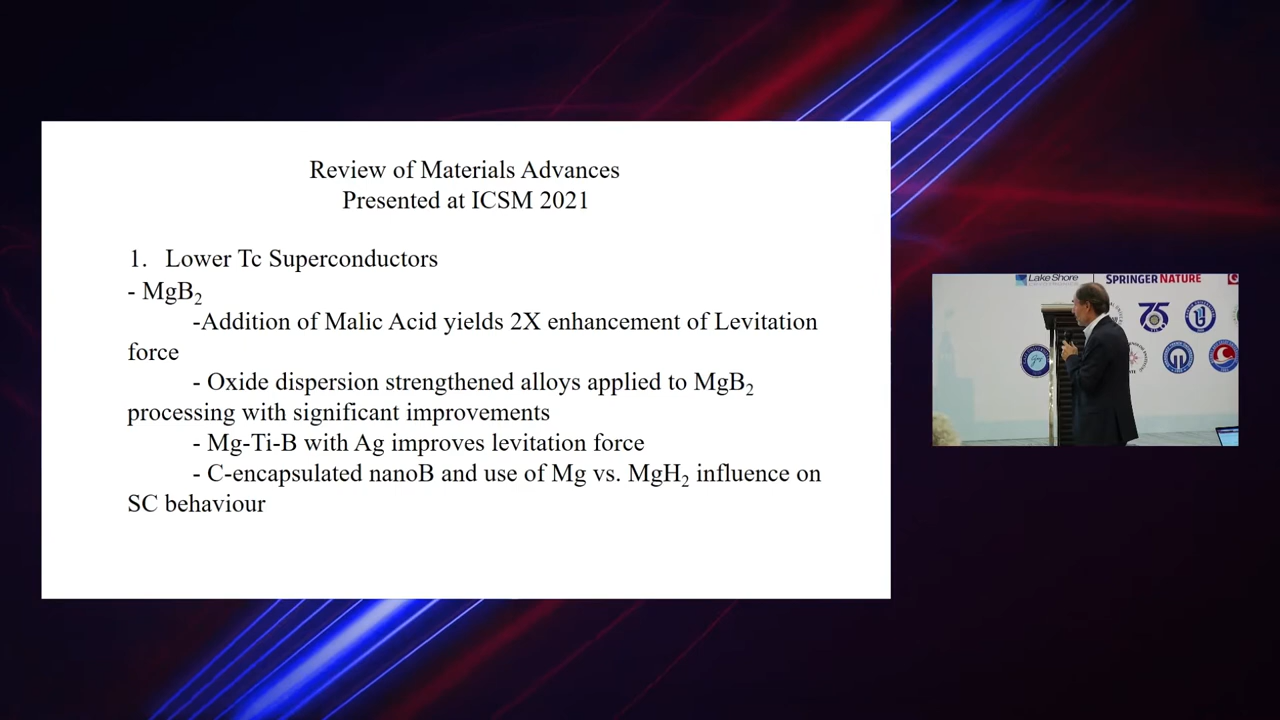 Review of Materials Advances
Presented at ICSM 2021
1. Lower Tc Superconductors
- MgB₂
-Addition of Malic Acid yields 2X enhancement of Levitation
force
- Oxide dispersion strengthened alloys applied to MgB₂
processing with significant improvements
- Mg-Ti-B with Ag improves levitation force
- C-encapsulated nanoB and use of Mg vs. MgH₂ influence on
SC behaviour
Lake Shore
SPRINGER NATURE
75